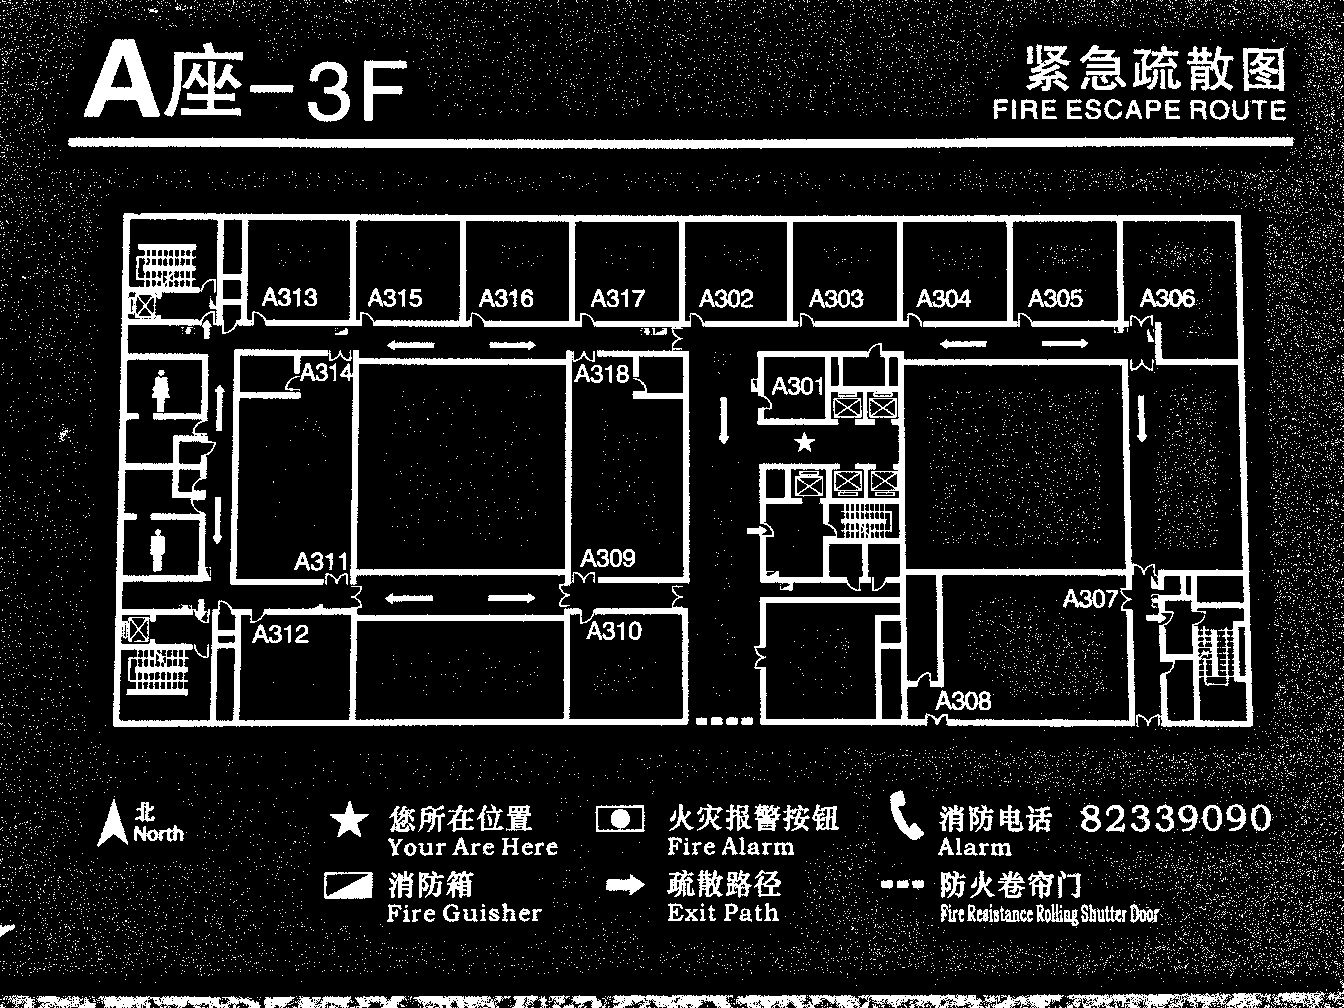 A座-3F
紧急疏散图
FIRE ESCAPE ROUTE
A313
A315
A316
A317
A302
A303
A304
A305
A306
A314
A318
A301
A311
A309
A307
A312
A310
A308
北
North
您所在位置
Your Are Here
火灾报警按钮
Fire Alarm
消防电话 82339090
Alarm
消防箱
Fire Guisher
疏散路径
Exit Path
防火卷帘门
Fire Resistance Rolling Shutter Door